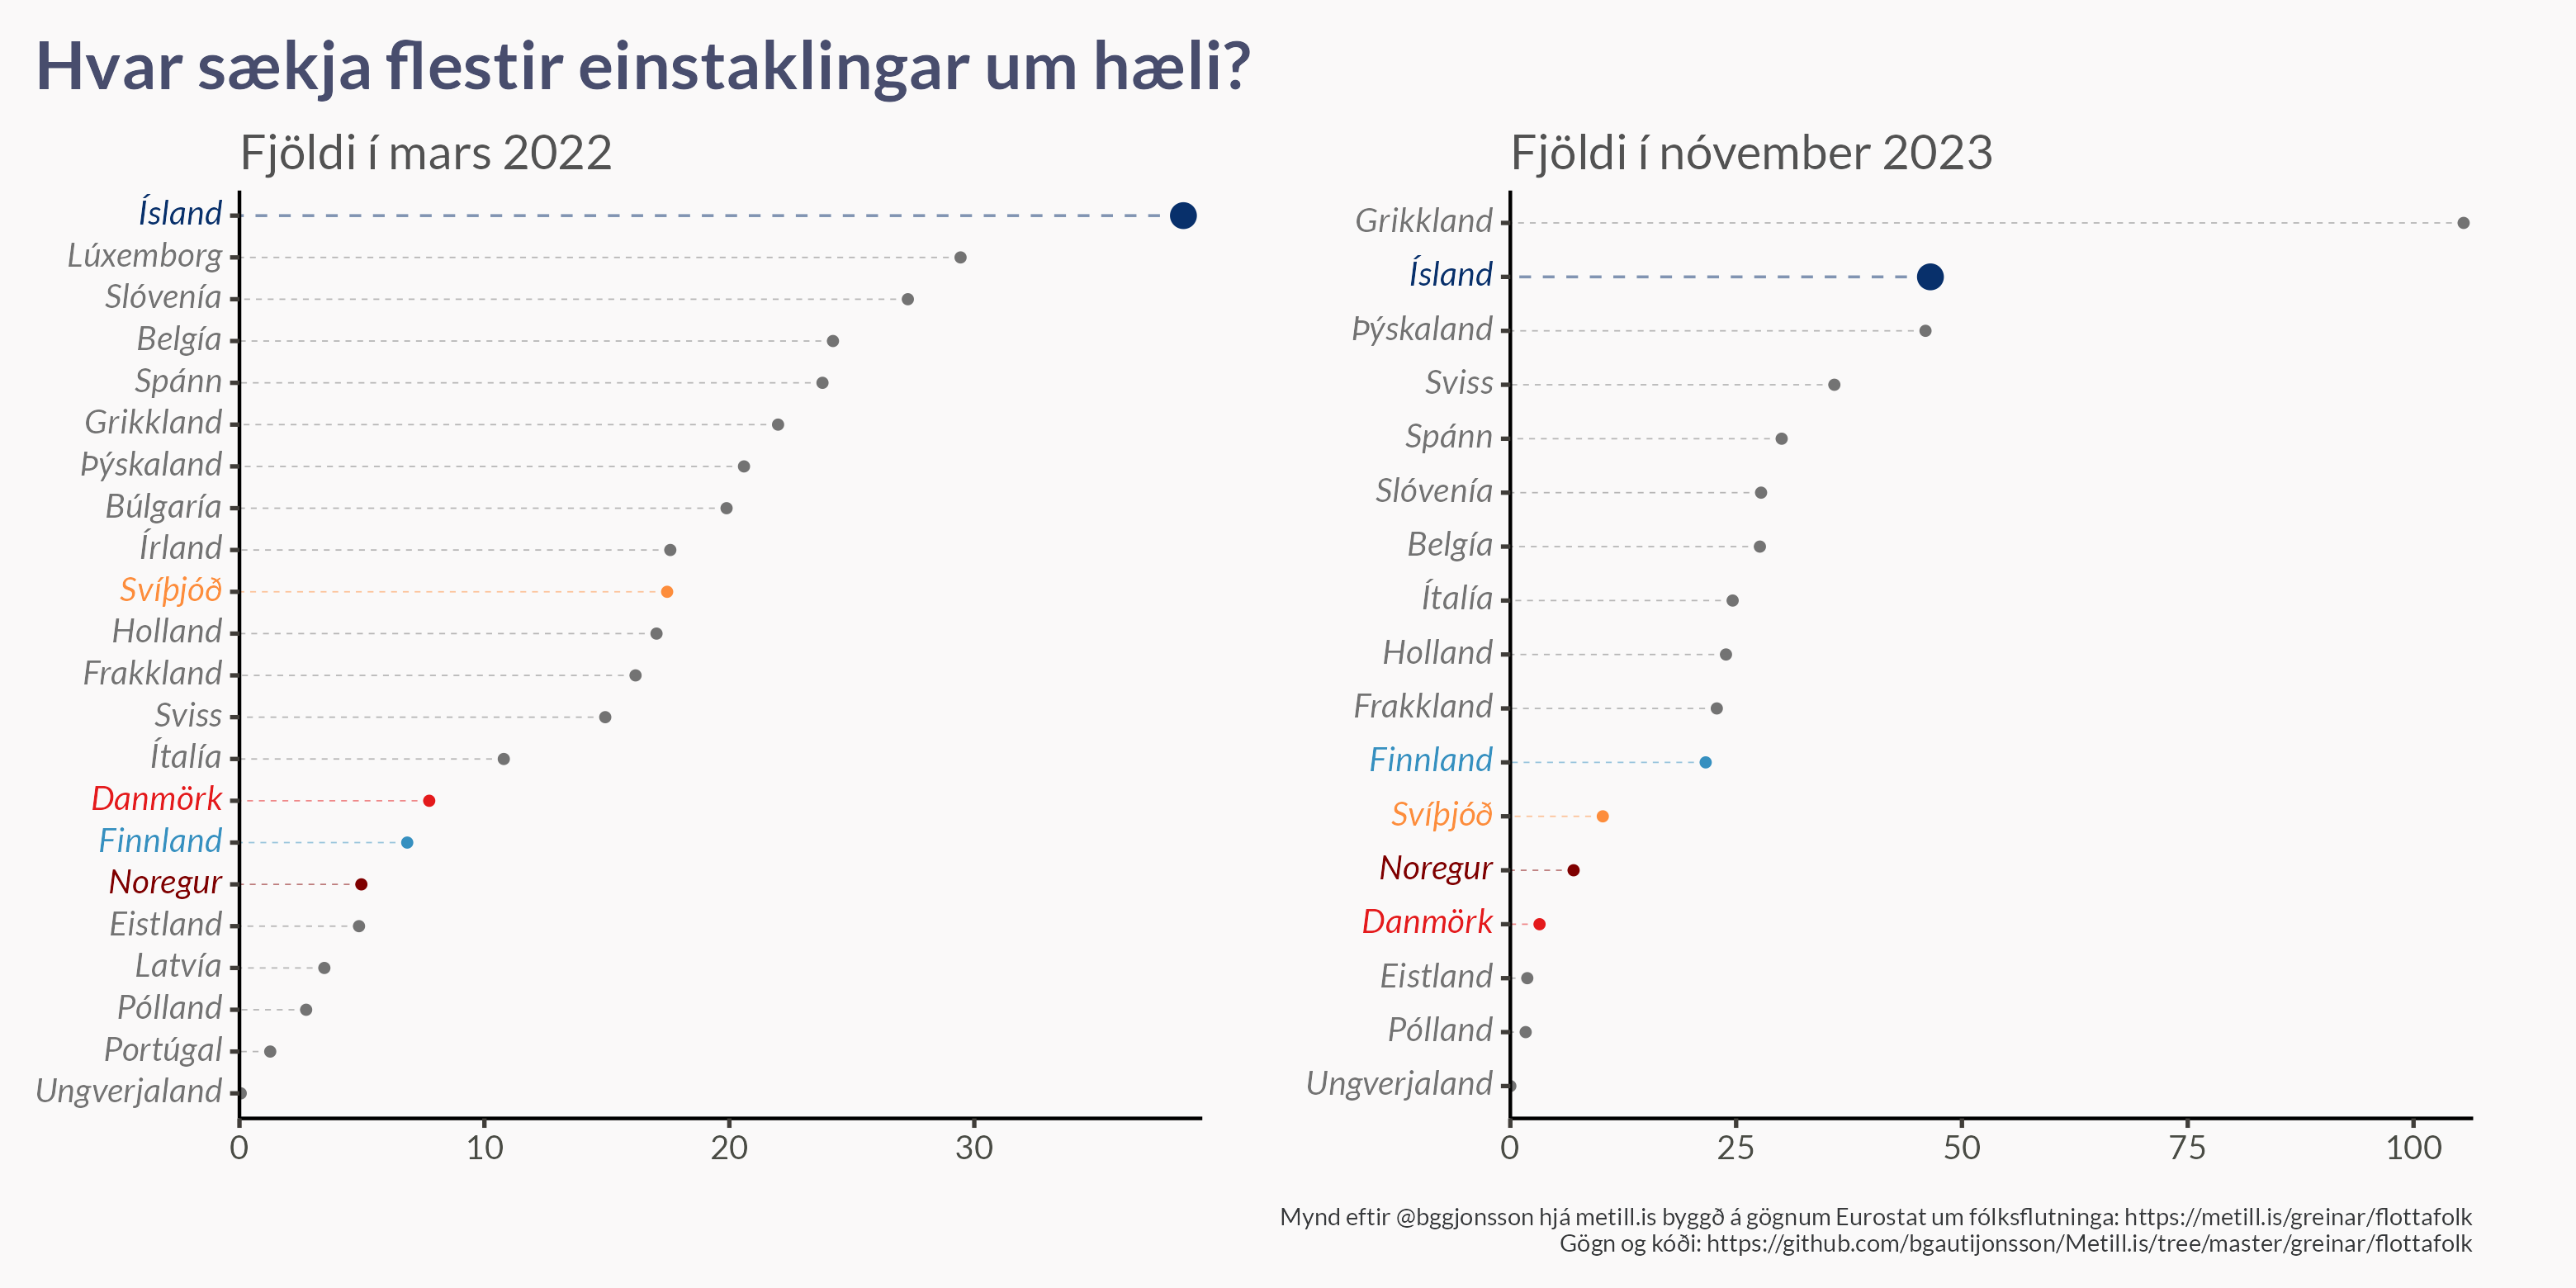 Hvar sækja flestir einstaklingar um hæli?
Fjöldi í mars 2022
Ísland
Lúxemborg
Slóvenía
Belgía
Spánn
Grikkland
Þýskaland
Búlgaría
Írland
Svíþjóð
Holland
Frakkland
Sviss
Ítalía
Danmörk
Finnland
Noregur
Eistland
Latvía
Pólland
Portúgal
Ungverjaland
0 10 20 30
Fjöldi í nóvember 2023
Grikkland
Ísland
Þýskaland
Sviss
Spánn
Slóvenía
Belgía
Ítalía
Holland
Frakkland
Finnland
Svíþjóð
Noregur
Danmörk
Eistland
Pólland
Ungverjaland
0 25 50 75 100
Mynd eftir @bggjonsson hjá metill.is byggð á gögnum Eurostat um fólksflutninga: https://metill.is/greinar/flottafolk
Gögn og kóði: https://github.com/bgautijonsson/Metill.is/tree/master/greinar/flottafolk